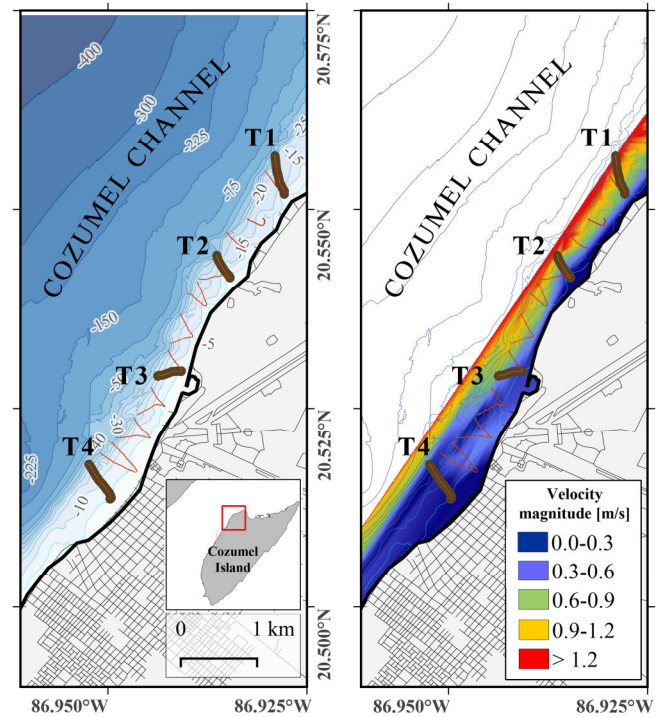 -400
-300
-225
-25
COZUMEL CHANNEL
T1
-15
-20
-75
T2
-15
-150
-5
-50
T3
-30
T4
-40
-225
-10
Cozumel
Island
0 1 km
86.950°W 86.925°W
20.575°N
20.550°N
20.525°N
20.500°N
COZUMEL CHANNEL
T1
T2
T3
T4
Velocity
magnitude [m/s]
0.0-0.3
0.3-0.6
0.6-0.9
0.9-1.2
> 1.2
86.950°W 86.925°W